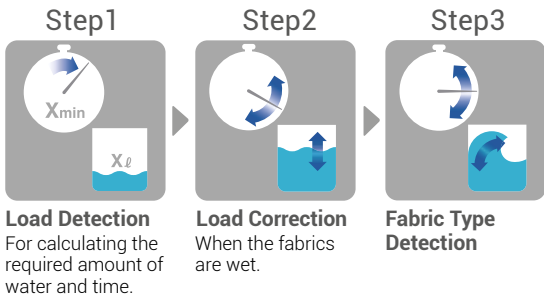 Step1
Step2
Step3
Xmin
Xℓ
Load Detection
For calculating the
required amount of
water and time.
Load Correction
When the fabrics
are wet.
Fabric Type
Detection